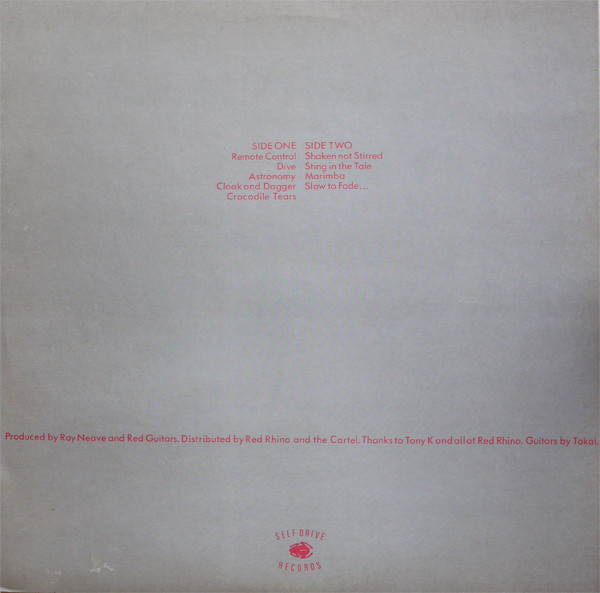 SIDE ONE
Remote Control
Dive
Astronomy
Cloak and Dagger
Crocodile Tears
SIDE TWO
Shaken not Stirred
Sting in the Tale
Marimba
Slow to Fade...
Produced by Roy Neave and Red Guitars. Distributed by Red Rhino and the Cartel. Thanks to Tony K and all at Red Rhino. Guitars by Takai.
SELF DRIVE
RECORDS